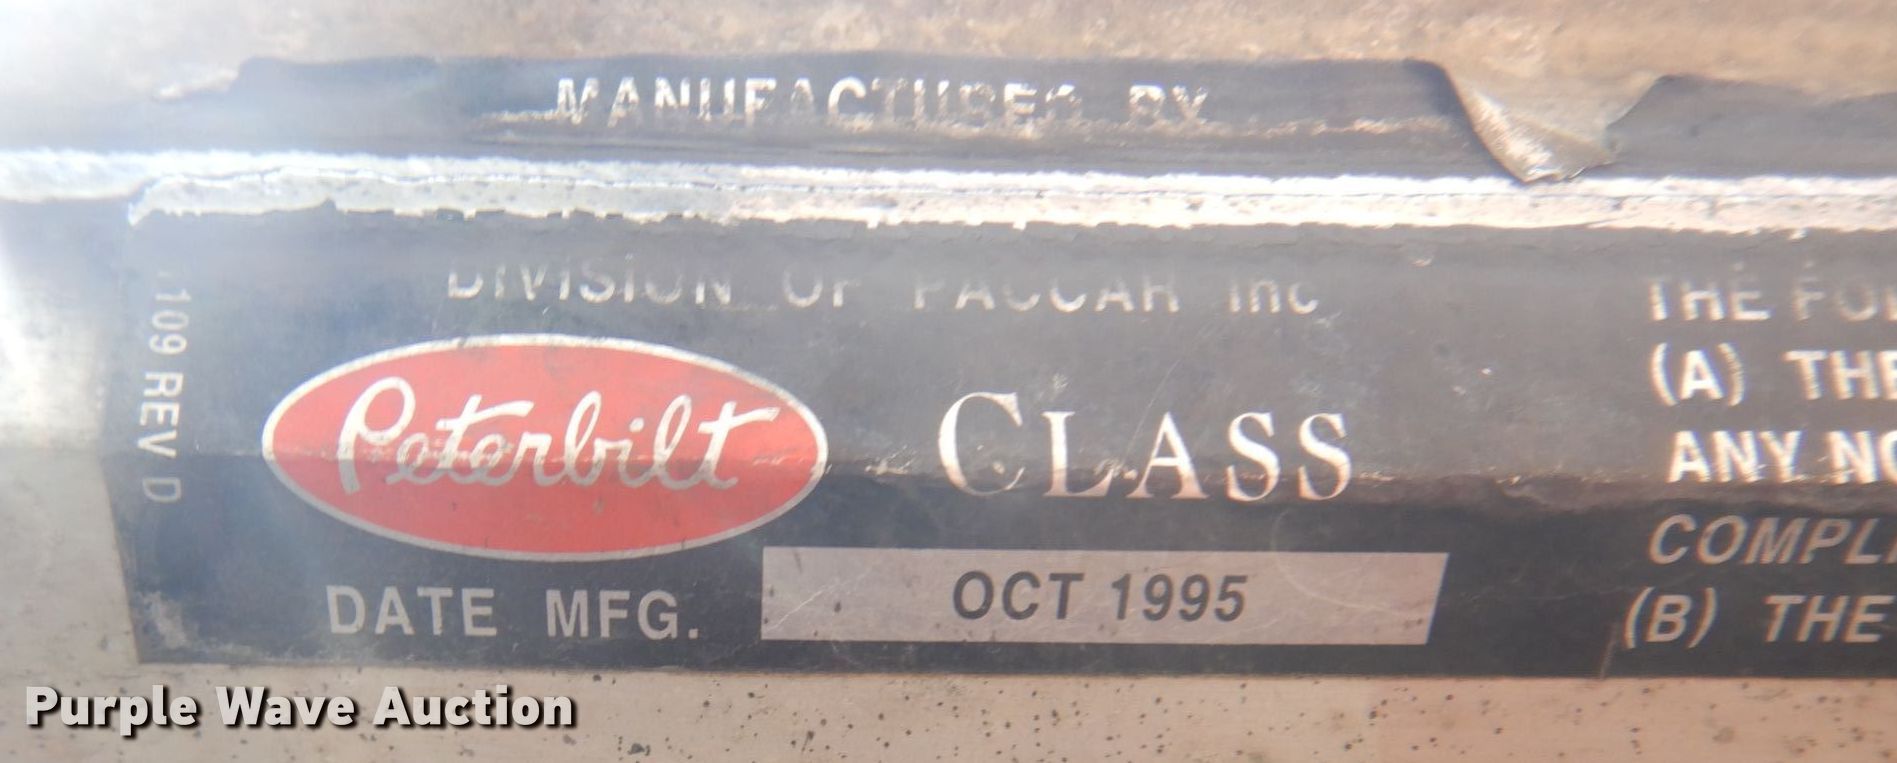 MANUFACTURED BY
DIVISION OF PACCAR Inc
109 REV D
Peterbilt CLASS
DATE MFG. OCT 1995
THE
(A) THE
ANY
(B) THE
Purple Wave Auction